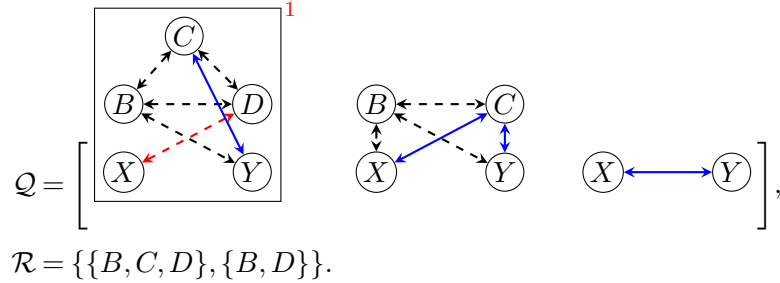 1
C
B D B C
X Y X Y X Y
𝒬 = [ ],
ℛ = {{B, C, D}, {B, D}}.